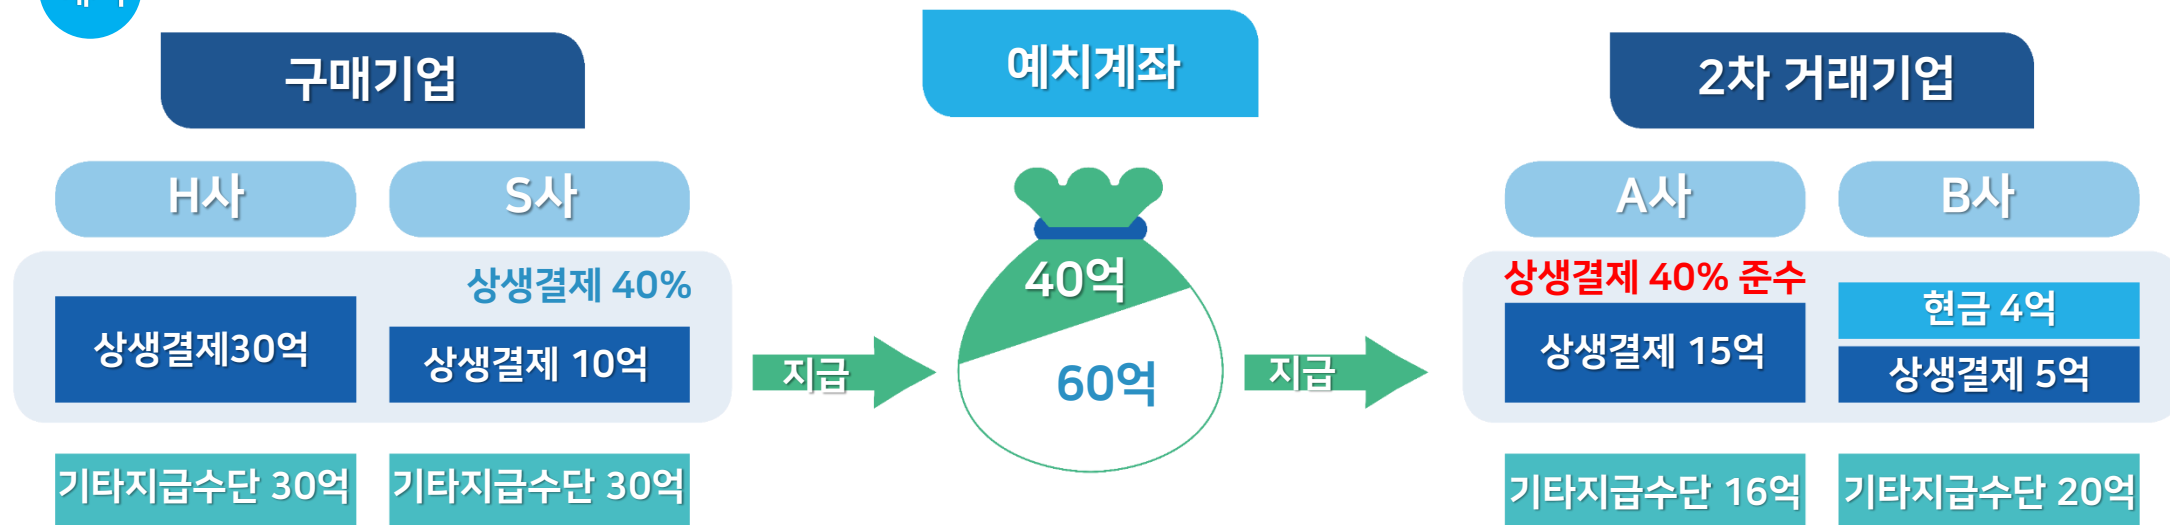 구매기업
예치계좌
2차 거래기업
H사
S사
A사
B사
상생결제 40%
상생결제30억
상생결제 10억
지급
40억
60억
지급
상생결제 40% 준수
상생결제 15억
현금 4억
상생결제 5억
기타지급수단 30억
기타지급수단 30억
기타지급수단 16억
기타지급수단 20억